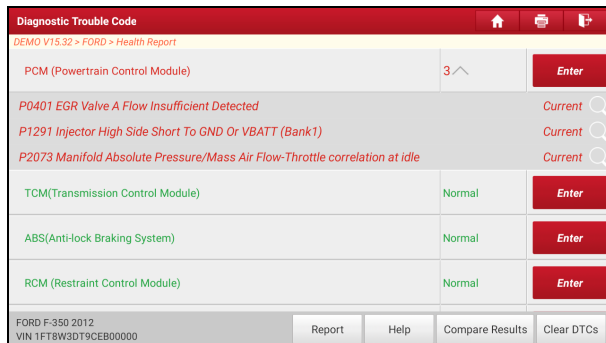 Diagnostic Trouble Code
DEMO V15.32 > FORD > Health Report
PCM (Powertrain Control Module) 3 Enter
P0401 EGR Valve A Flow Insufficient Detected Current
P1291 Injector High Side Short To GND Or VBATT (Bank1) Current
P2073 Manifold Absolute Pressure/Mass Air Flow-Throttle correlation at idle Current
TCM(Transmission Control Module) Normal Enter
ABS(Anti-lock Braking System) Normal Enter
RCM (Restraint Control Module) Normal Enter
FORD F-350 2012
VIN 1FT8W3DT9CEB00000
Report Help Compare Results Clear DTCs